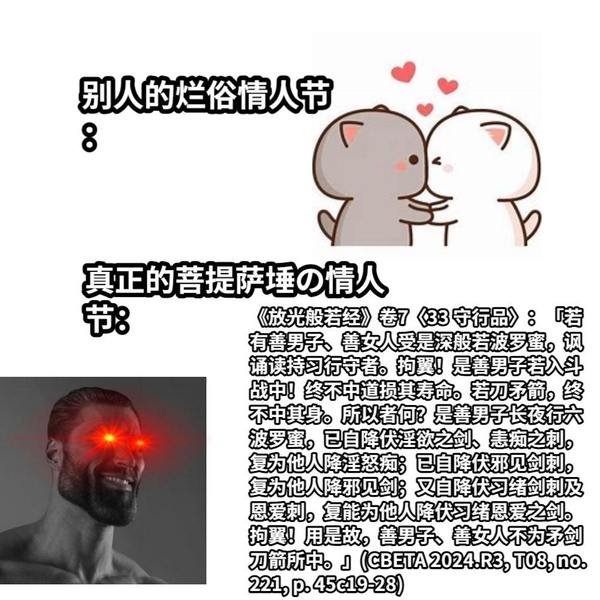 别人的烂俗情人节
：
真正的菩提萨埵の情人
节：
《放光般若经》卷7〈33 守行品〉：「若
有善男子、善女人受是深般若波罗蜜，讽
诵读持习行守者。拘翼！是善男子若入斗
战中！终不中道损其寿命。若刀矛箭，终
不中其身。所以者何？是善男子长夜行六
波罗蜜，已自降伏淫欲之剑、恚痴之刺，
复为他人降淫怒痴；已自降伏邪见剑刺，
复为他人降邪见剑；又自降伏习绪剑刺及
恩爱刺，复能为他人降伏习绪恩爱之剑。
拘翼！用是故，善男子、善女人不为矛剑
刀箭所中。」(CBETA 2024.R3, T08, no.
221, p. 45c19-28)